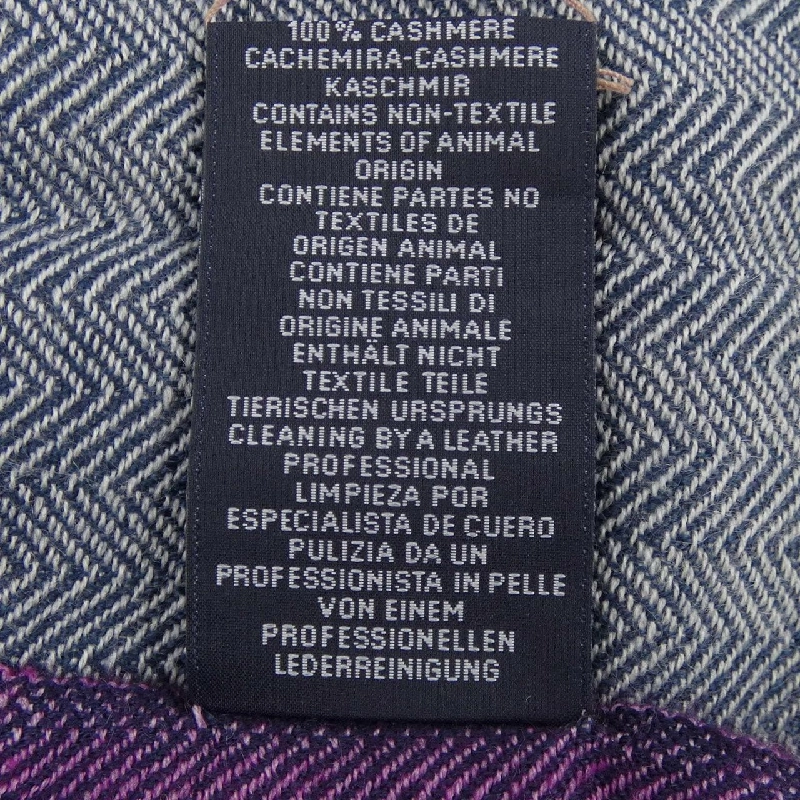 100% CASHMERE
CACHEMIRA-CASHMERE
KASCHMIR
CONTAINS NON-TEXTILE
ELEMENTS OF ANIMAL
ORIGIN
CONTIENE PARTES NO
TEXTILES DE
ORIGEN ANIMAL
CONTIENE PARTI
NON TESSILI DI
ORIGINE ANIMALE
ENTHÄLT NICHT
TEXTILE TEILE
TIERISCHEN URSPRUNGS
CLEANING BY A LEATHER
PROFESSIONAL
LIMPIEZA POR
ESPECIALISTA DE CUERO
PULIZIA DA UN
PROFESSIONISTA IN PELLE
VON EINEM
PROFESSIONELLEN
LEDERREINIGUNG